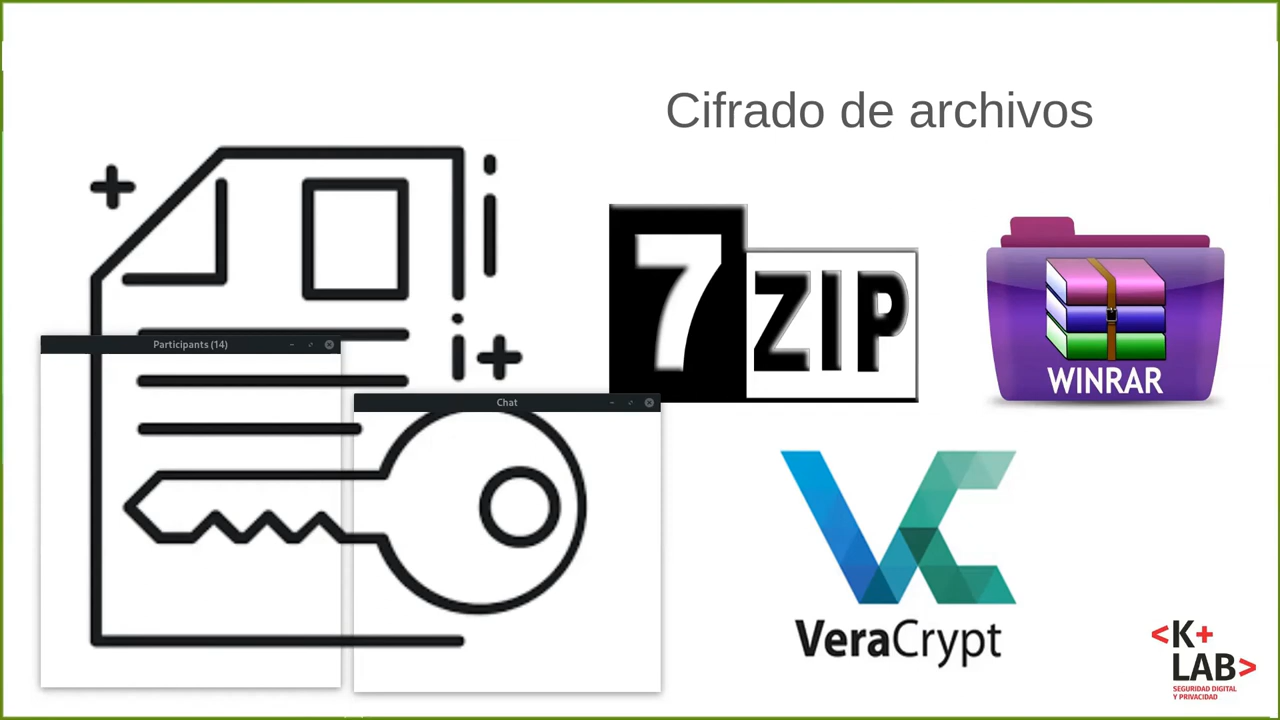 Cifrado de archivos
7 ZIP
WINRAR
Participants (14)
Chat
VeraCrypt
<K+
LAB>
SEGURIDAD DIGITAL
Y PRIVACIDAD